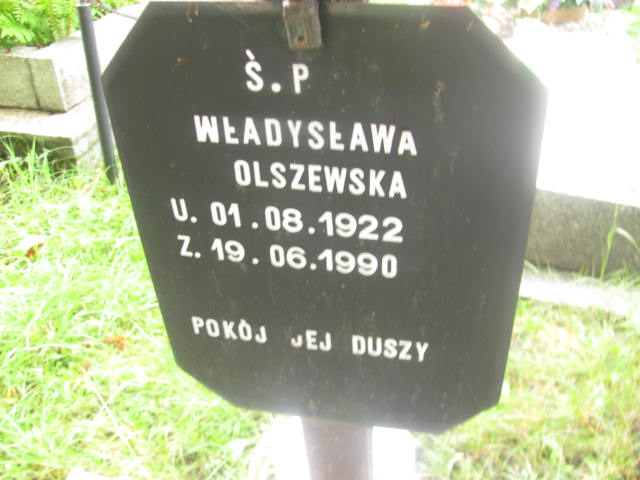 Ś.P
WŁADYSŁAWA
OLSZEWSKA
U. 01.08.1922
Z. 19.06.1990
POKÓJ JEJ DUSZY